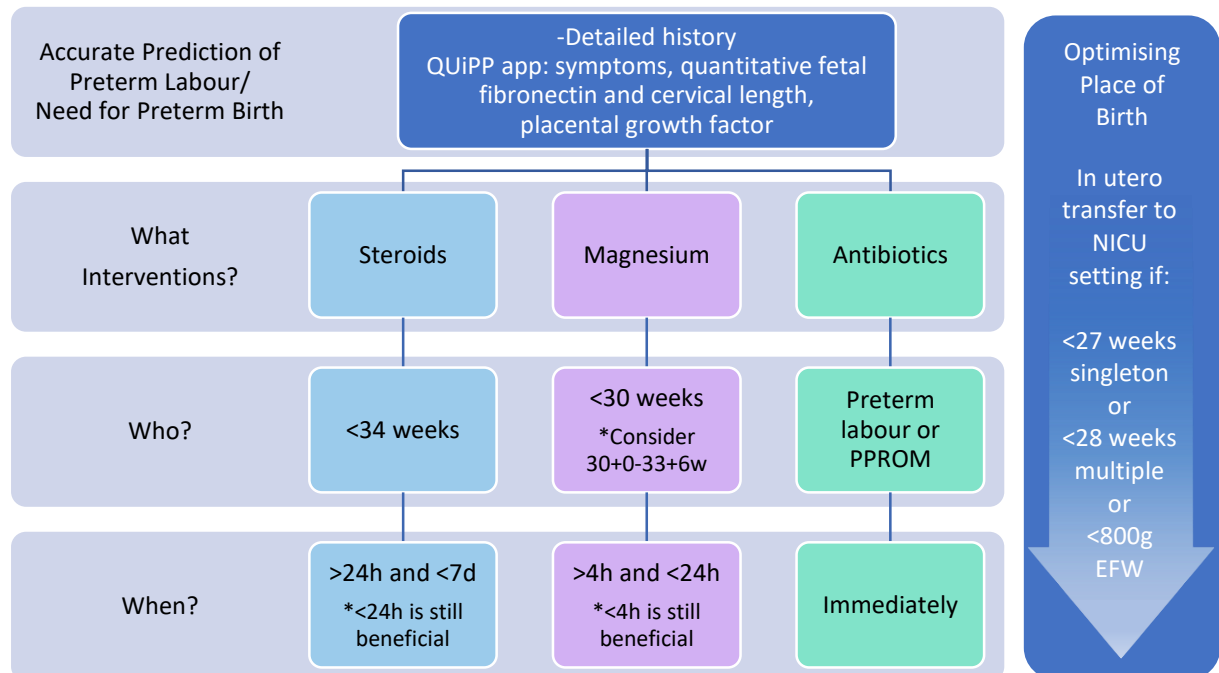 Accurate Prediction of
Preterm Labour/
Need for Preterm Birth
-Detailed history
QUiPP app: symptoms, quantitative fetal
fibronectin and cervical length,
placental growth factor
What
Interventions?
Steroids
Magnesium
Antibiotics
Who?
<34 weeks
<30 weeks
*Consider
30+0-33+6w
Preterm
labour or
PPROM
When?
>24h and <7d
*<24h is still
beneficial
>4h and <24h
*<4h is still
beneficial
Immediately
Optimising
Place of
Birth
In utero
transfer to
NICU
setting if:
<27 weeks
singleton
or
<28 weeks
multiple
or
<800g
EFW